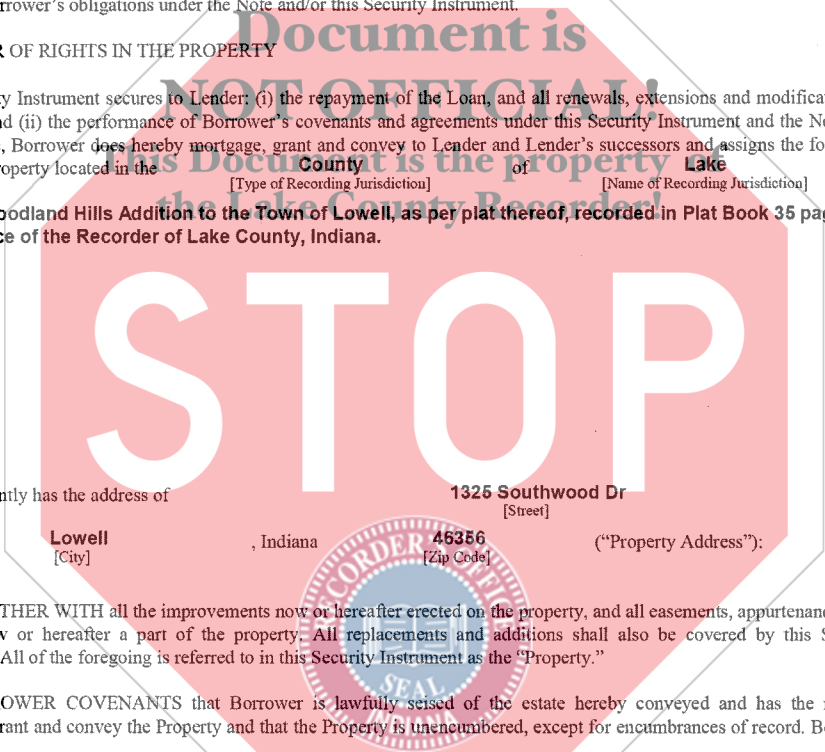 rrower's obligations under the Note and/or this Security Instrument.
Document is
R OF RIGHTS IN THE PROPERTY
NOT OFFICIAL!
ty Instrument secures to Lender: (i) the repayment of the Loan, and all renewals, extensions and modificat
nd (ii) the performance of Borrower's covenants and agreements under this Security Instrument and the No
e, Borrower does hereby mortgage, grant and convey to Lender and Lender's successors and assigns the fo
roperty located in the County of Lake
This Document is the property of
[Type of Recording Jurisdiction] [Name of Recording Jurisdiction]
the Lake County Recorder!
oodland Hills Addition to the Town of Lowell, as per plat thereof, recorded in Plat Book 35 pag
ce of the Recorder of Lake County, Indiana.
STOP
ntly has the address of 1325 Southwood Dr
[Street]
Lowell , Indiana 46356 ("Property Address"):
[City] [Zip Code]
RECORDER'S OFFICE
THER WITH all the improvements now or hereafter erected on the property, and all easements, appurtenanc
w or hereafter a part of the property. All replacements and additions shall also be covered by this S
All of the foregoing is referred to in this Security Instrument as the "Property."
SEAL
OWER COVENANTS that Borrower is lawfully seised of the estate hereby conveyed and has the r
rant and convey the Property and that the Property is unencumbered, except for encumbrances of record. Bo
INDIANA